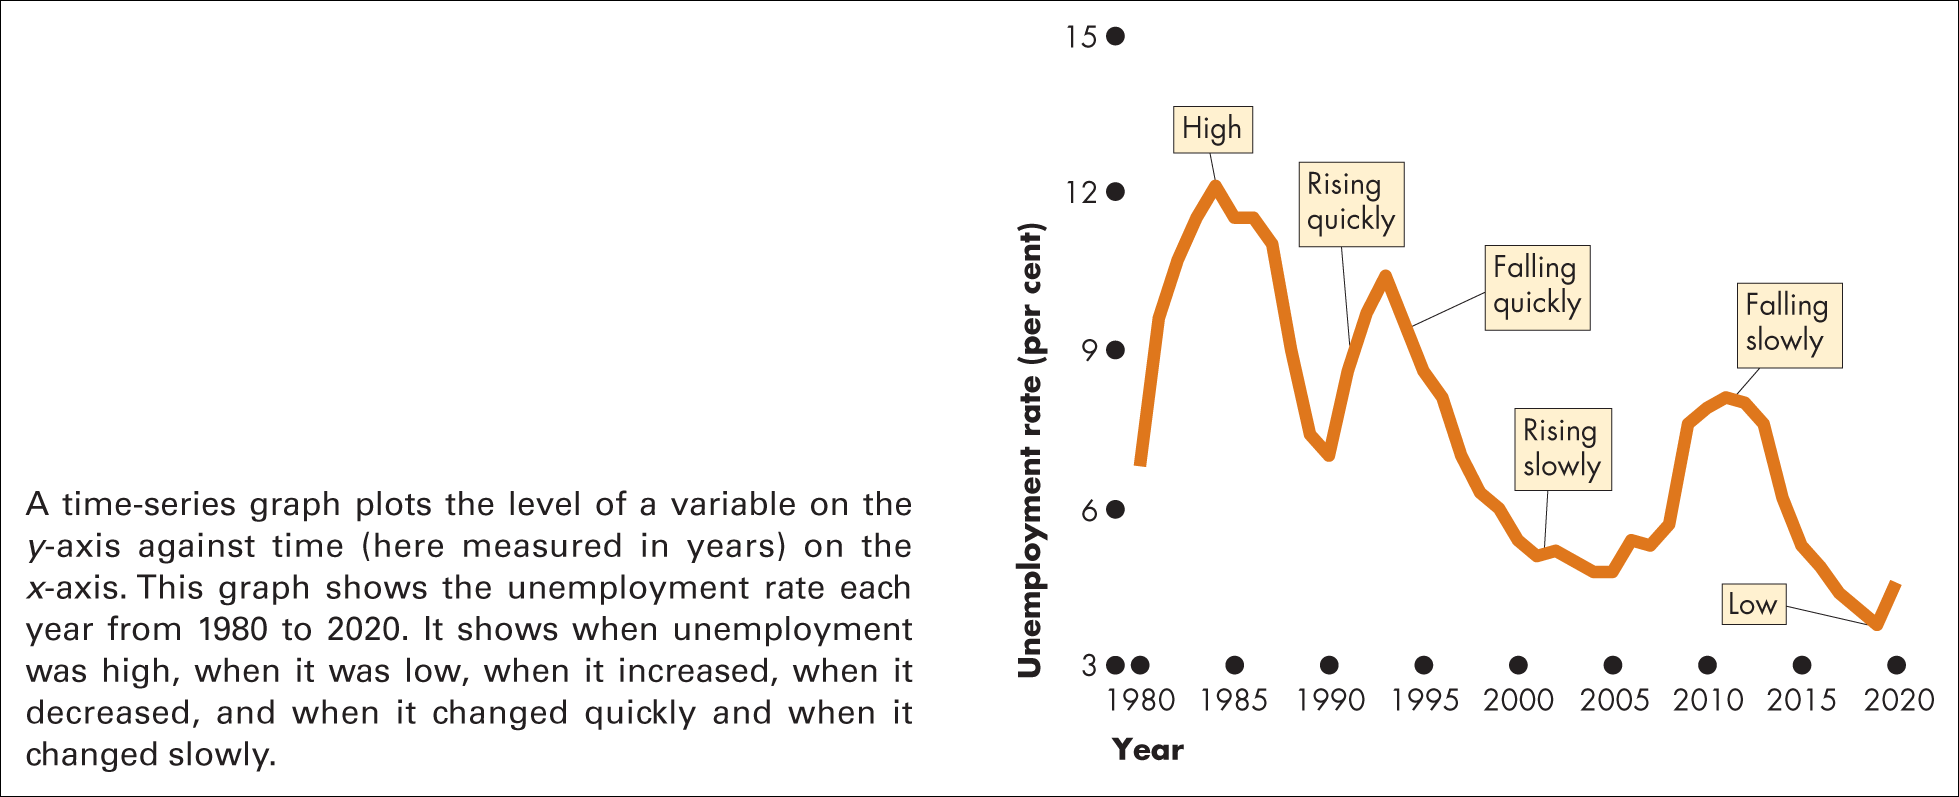 A time-series graph plots the level of a variable on the
y-axis against time (here measured in years) on the
x-axis. This graph shows the unemployment rate each
year from 1980 to 2020. It shows when unemployment
was high, when it was low, when it increased, when it
decreased, and when it changed quickly and when it
changed slowly.
Unemployment rate (per cent)
15
12
9
6
3
High
Rising
quickly
Falling
quickly
Rising
slowly
Falling
slowly
Low
1980 1985 1990 1995 2000 2005 2010 2015 2020
Year